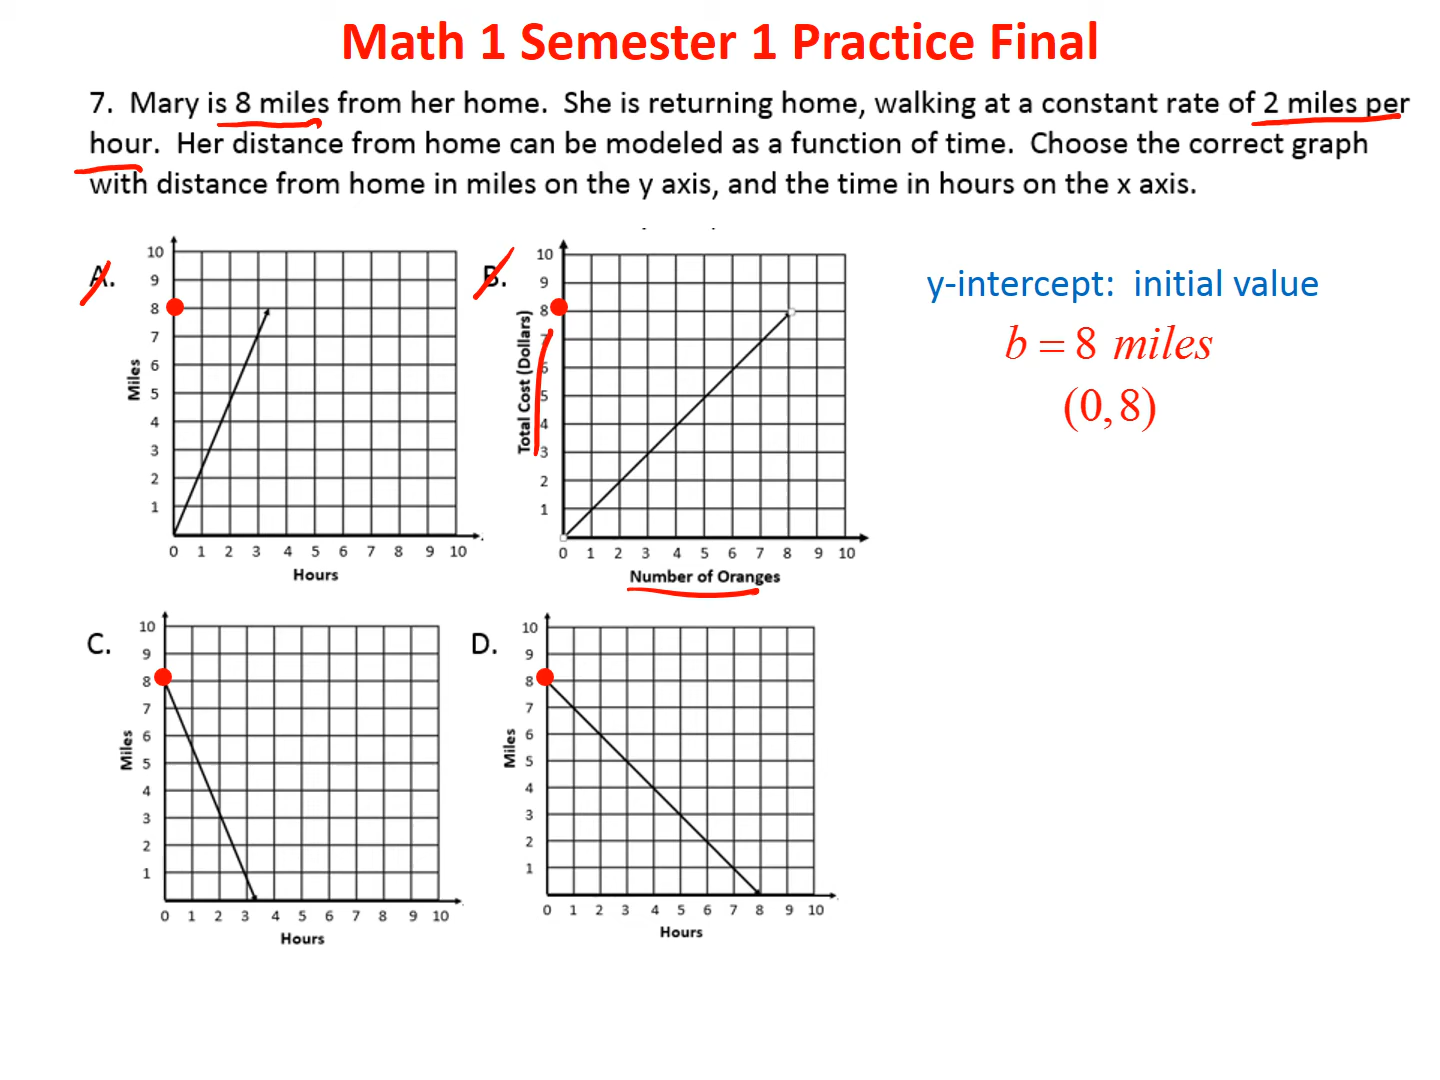 Math 1 Semester 1 Practice Final
7. Mary is 8 miles from her home. She is returning home, walking at a constant rate of 2 miles per
hour. Her distance from home can be modeled as a function of time. Choose the correct graph
with distance from home in miles on the y axis, and the time in hours on the x axis.
A.
10
9
8
7
6
5
4
3
2
1
Miles
0 1 2 3 4 5 6 7 8 9 10
Hours
B.
10
9
8
7
6
5
4
3
2
1
Total Cost (Dollars)
0 1 2 3 4 5 6 7 8 9 10
Number of Oranges
y-intercept: initial value
b = 8 miles
(0,8)
C.
10
9
8
7
6
5
4
3
2
1
Miles
0 1 2 3 4 5 6 7 8 9 10
Hours
D.
10
9
8
7
6
5
4
3
2
1
Miles
0 1 2 3 4 5 6 7 8 9 10
Hours